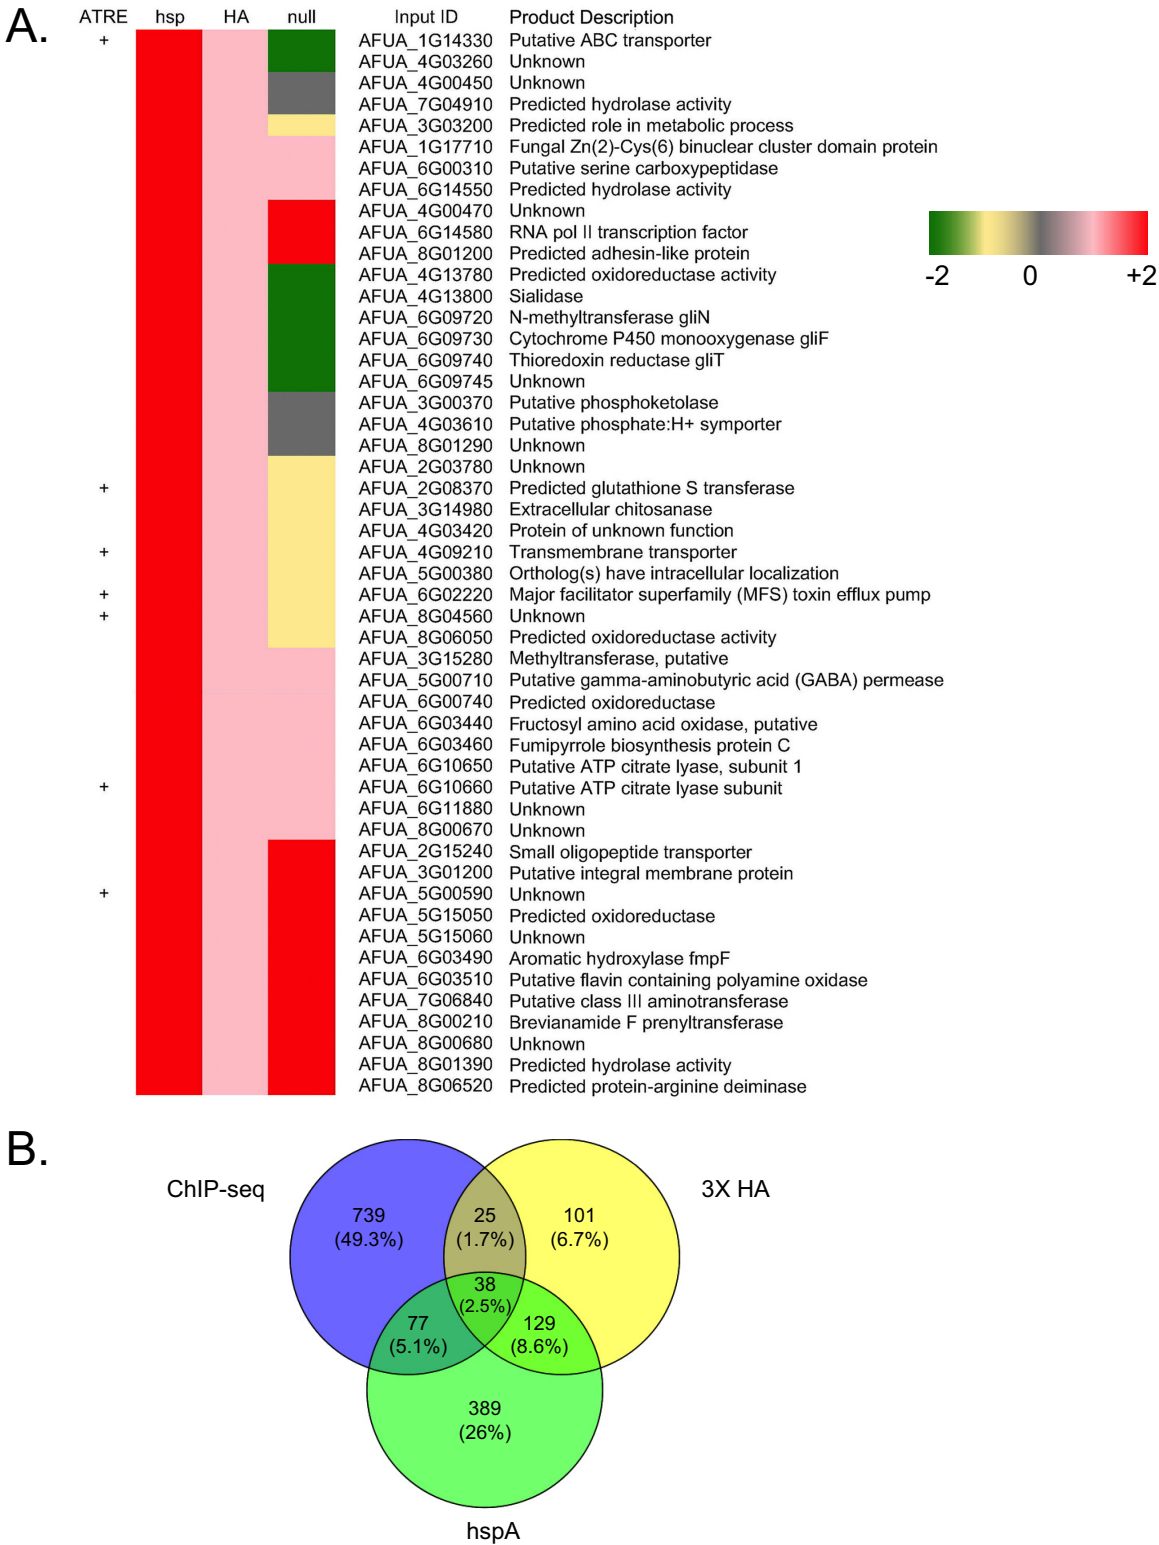 A.
ATRE hsp HA null Input ID Product Description
+ AFUA_1G14330 Putative ABC transporter
AFUA_4G03260 Unknown
AFUA_4G00450 Unknown
AFUA_7G04910 Predicted hydrolase activity
AFUA_3G03200 Predicted role in metabolic process
AFUA_1G17710 Fungal Zn(2)-Cys(6) binuclear cluster domain protein
AFUA_6G00310 Putative serine carboxypeptidase
AFUA_6G14550 Predicted hydrolase activity
AFUA_4G00470 Unknown
AFUA_6G14580 RNA pol II transcription factor
AFUA_8G01200 Predicted adhesin-like protein
AFUA_4G13780 Predicted oxidoreductase activity
AFUA_4G13800 Sialidase
AFUA_6G09720 N-methyltransferase gliN
AFUA_6G09730 Cytochrome P450 monooxygenase gliF
AFUA_6G09740 Thioredoxin reductase gliT
AFUA_6G09745 Unknown
AFUA_3G00370 Putative phosphoketolase
AFUA_4G03610 Putative phosphate:H+ symporter
AFUA_8G01290 Unknown
AFUA_2G03780 Unknown
+ AFUA_2G08370 Predicted glutathione S transferase
AFUA_3G14980 Extracellular chitosanase
AFUA_4G03420 Protein of unknown function
+ AFUA_4G09210 Transmembrane transporter
AFUA_5G00380 Ortholog(s) have intracellular localization
+ AFUA_6G02220 Major facilitator superfamily (MFS) toxin efflux pump
+ AFUA_8G04560 Unknown
AFUA_8G06050 Predicted oxidoreductase activity
AFUA_3G15280 Methyltransferase, putative
AFUA_5G00710 Putative gamma-aminobutyric acid (GABA) permease
AFUA_6G00740 Predicted oxidoreductase
AFUA_6G03440 Fructosyl amino acid oxidase, putative
AFUA_6G03460 Fumipyrrole biosynthesis protein C
AFUA_6G10650 Putative ATP citrate lyase, subunit 1
+ AFUA_6G10660 Putative ATP citrate lyase subunit
AFUA_6G11880 Unknown
AFUA_8G00670 Unknown
AFUA_2G15240 Small oligopeptide transporter
AFUA_3G01200 Putative integral membrane protein
+ AFUA_5G00590 Unknown
AFUA_5G15050 Predicted oxidoreductase
AFUA_5G15060 Unknown
AFUA_6G03490 Aromatic hydroxylase fmpF
AFUA_6G03510 Putative flavin containing polyamine oxidase
AFUA_7G06840 Putative class III aminotransferase
AFUA_8G00210 Brevianamide F prenyltransferase
AFUA_8G00680 Unknown
AFUA_8G01390 Predicted hydrolase activity
AFUA_8G06520 Predicted protein-arginine deiminase
-2 0 +2
B.
ChIP-seq
3X HA
739
(49.3%)
25
(1.7%)
101
(6.7%)
38
(2.5%)
77
(5.1%)
129
(8.6%)
389
(26%)
hspA